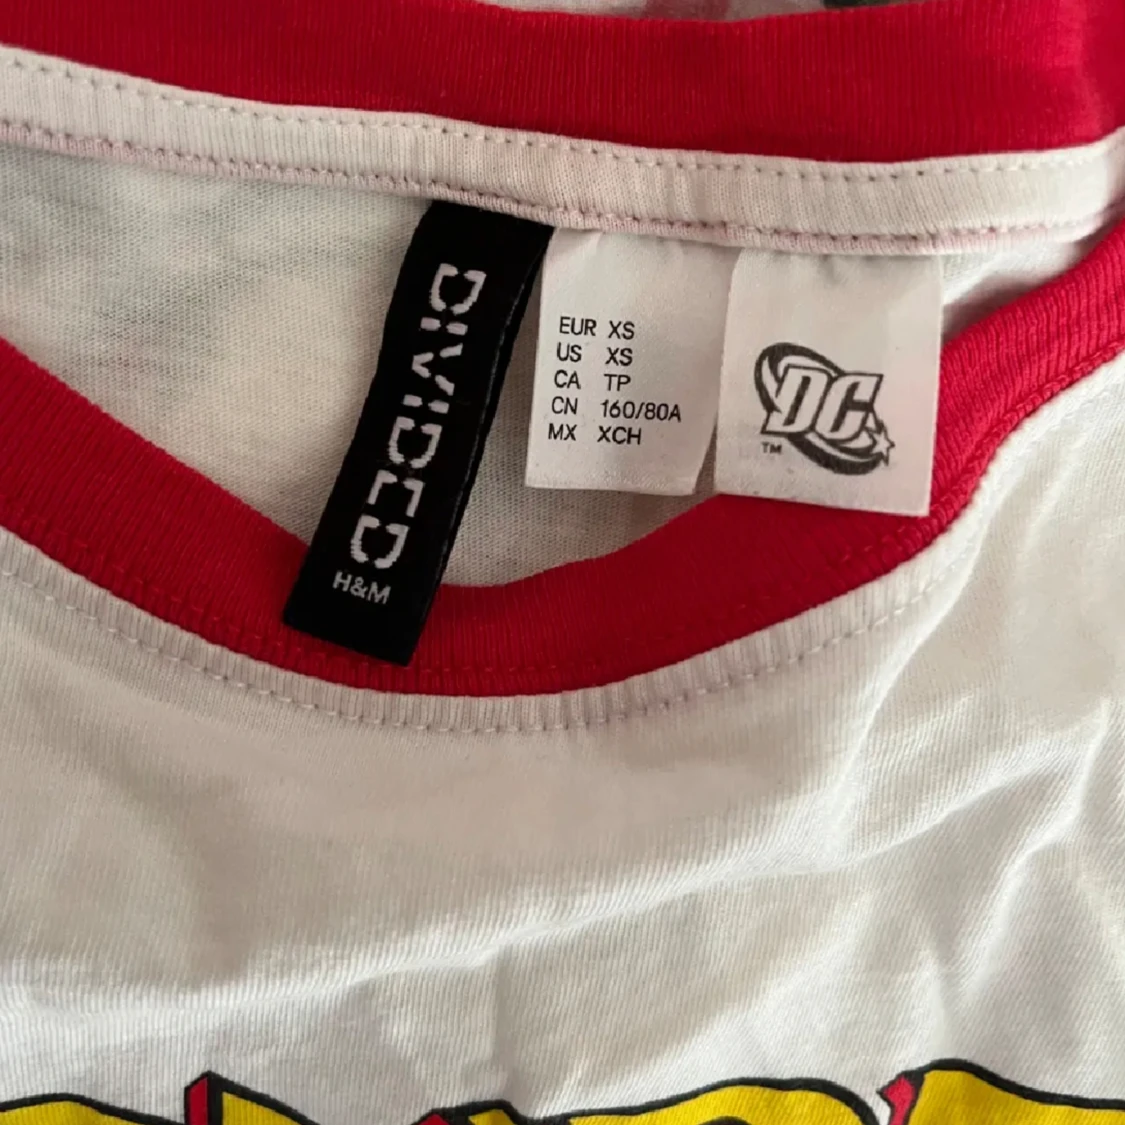 DIVIDED
H&M
EUR XS
US XS
CA TP
CN 160/80A
MX XCH
DC
TM